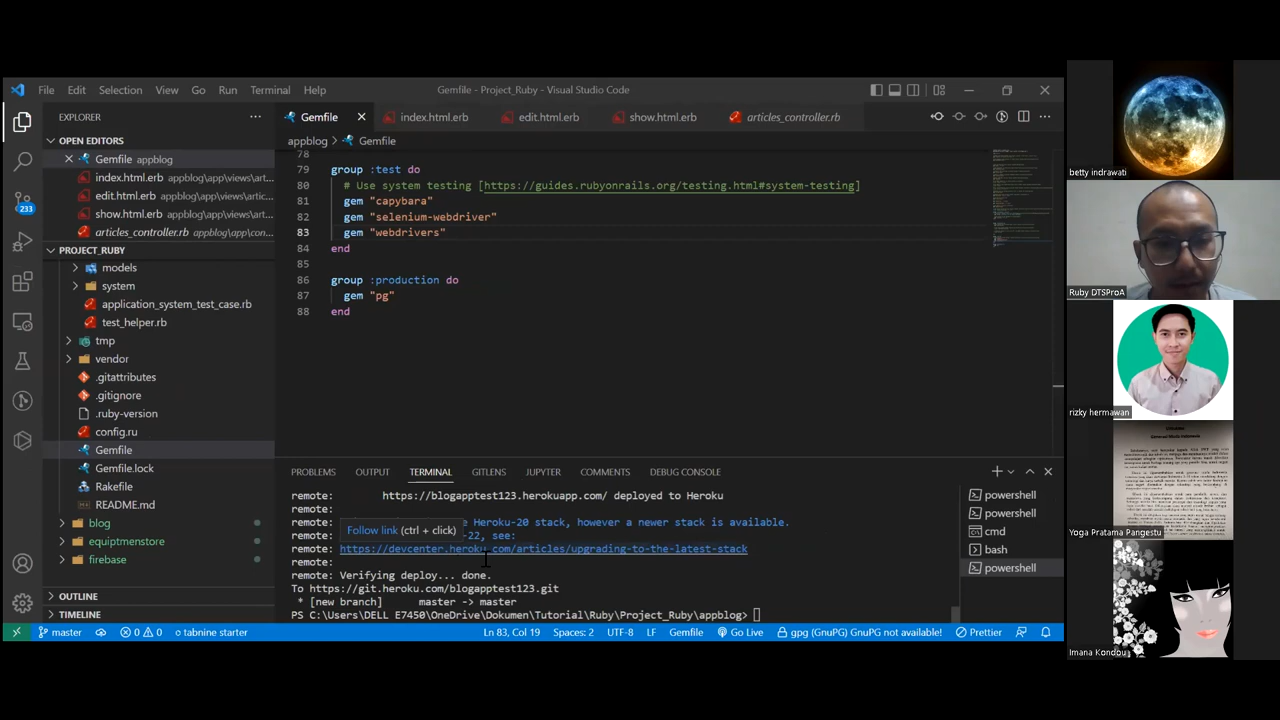 File Edit Selection View Go Run Terminal Help
Gemfile - Project_Ruby - Visual Studio Code
EXPLORER
OPEN EDITORS
Gemfile appblog
index.html.erb appblog\app\views\art...
edit.html.erb appblog\app\views\artic...
show.html.erb appblog\app\views\art...
articles_controller.rb appblog\app\con...
PROJECT_RUBY
models
system
application_system_test_case.rb
test_helper.rb
tmp
vendor
.gitattributes
.gitignore
.ruby-version
config.ru
Gemfile
Gemfile.lock
Rakefile
README.md
blog
equiptmenstore
firebase
OUTLINE
TIMELINE
233
Gemfile
index.html.erb
edit.html.erb
show.html.erb
articles_controller.rb
appblog > Gemfile
78
79 group :test do
80 # Use system testing [https://guides.rubyonrails.org/testing.html#system-testing]
81 gem "capybara"
82 gem "selenium-webdriver"
83 gem "webdrivers"
84 end
85
86 group :production do
87 gem "pg"
88 end
PROBLEMS OUTPUT TERMINAL JUPYTER COMMENTS DEBUG CONSOLE
remote: https://blogapptest123.herokuapp.com/ deployed to Heroku
remote:
remote: e Heroku-20 stack, however a newer stack is available.
Follow link (ctrl + click)
remote: -22, see:
remote: https://devcenter.heroku.com/articles/upgrading-to-the-latest-stack
remote:
remote: Verifying deploy... done.
To https://git.heroku.com/blogapptest123.git
* [new branch] master -> master
PS C:\Users\DELL E7450\OneDrive\Dokumen\Tutorial\Ruby\Project_Ruby\appblog>
powershell
powershell
cmd
bash
powershell
master 0 0 tabnine starter
Ln 83, Col 19 Spaces: 2 UTF-8 LF Gemfile Go Live gpg (GnuPG) GnuPG not available! Prettier
betty indrawati
Ruby DTSProA
rizky hermawan
Yoga Pratama Pangestu
Imana Kondou